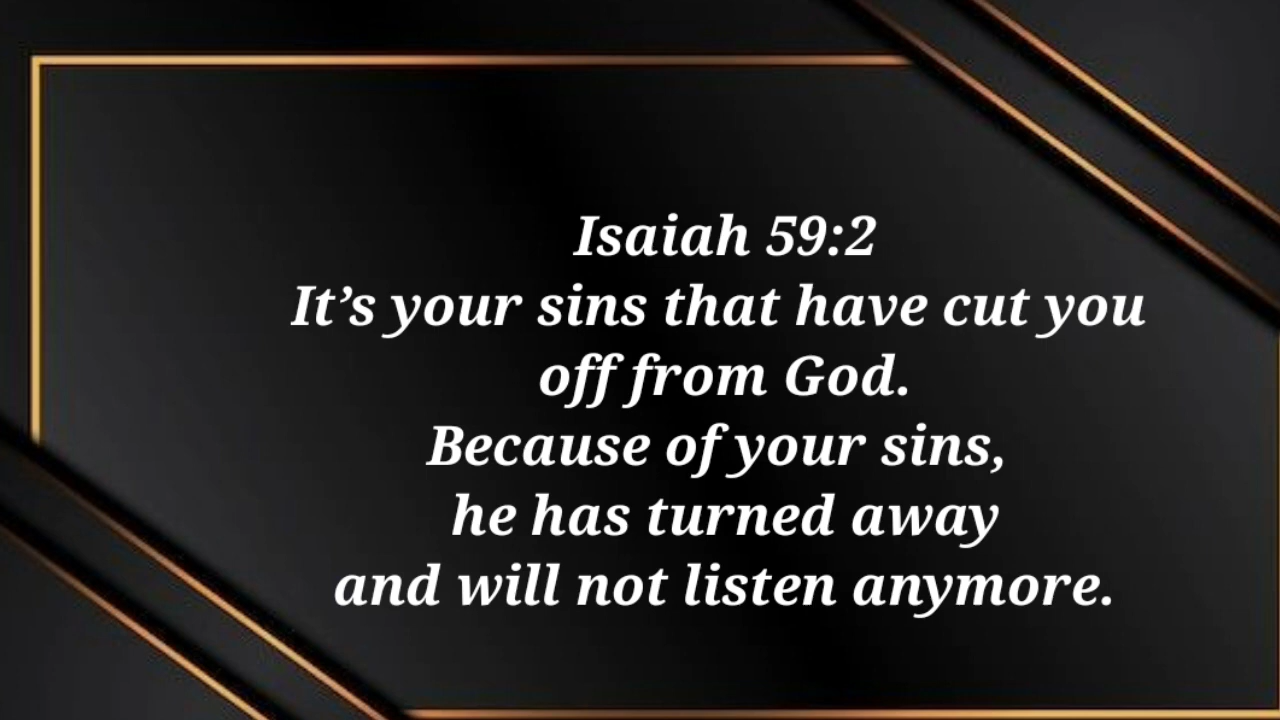 Isaiah 59:2
It’s your sins that have cut you
off from God.
Because of your sins,
he has turned away
and will not listen anymore.